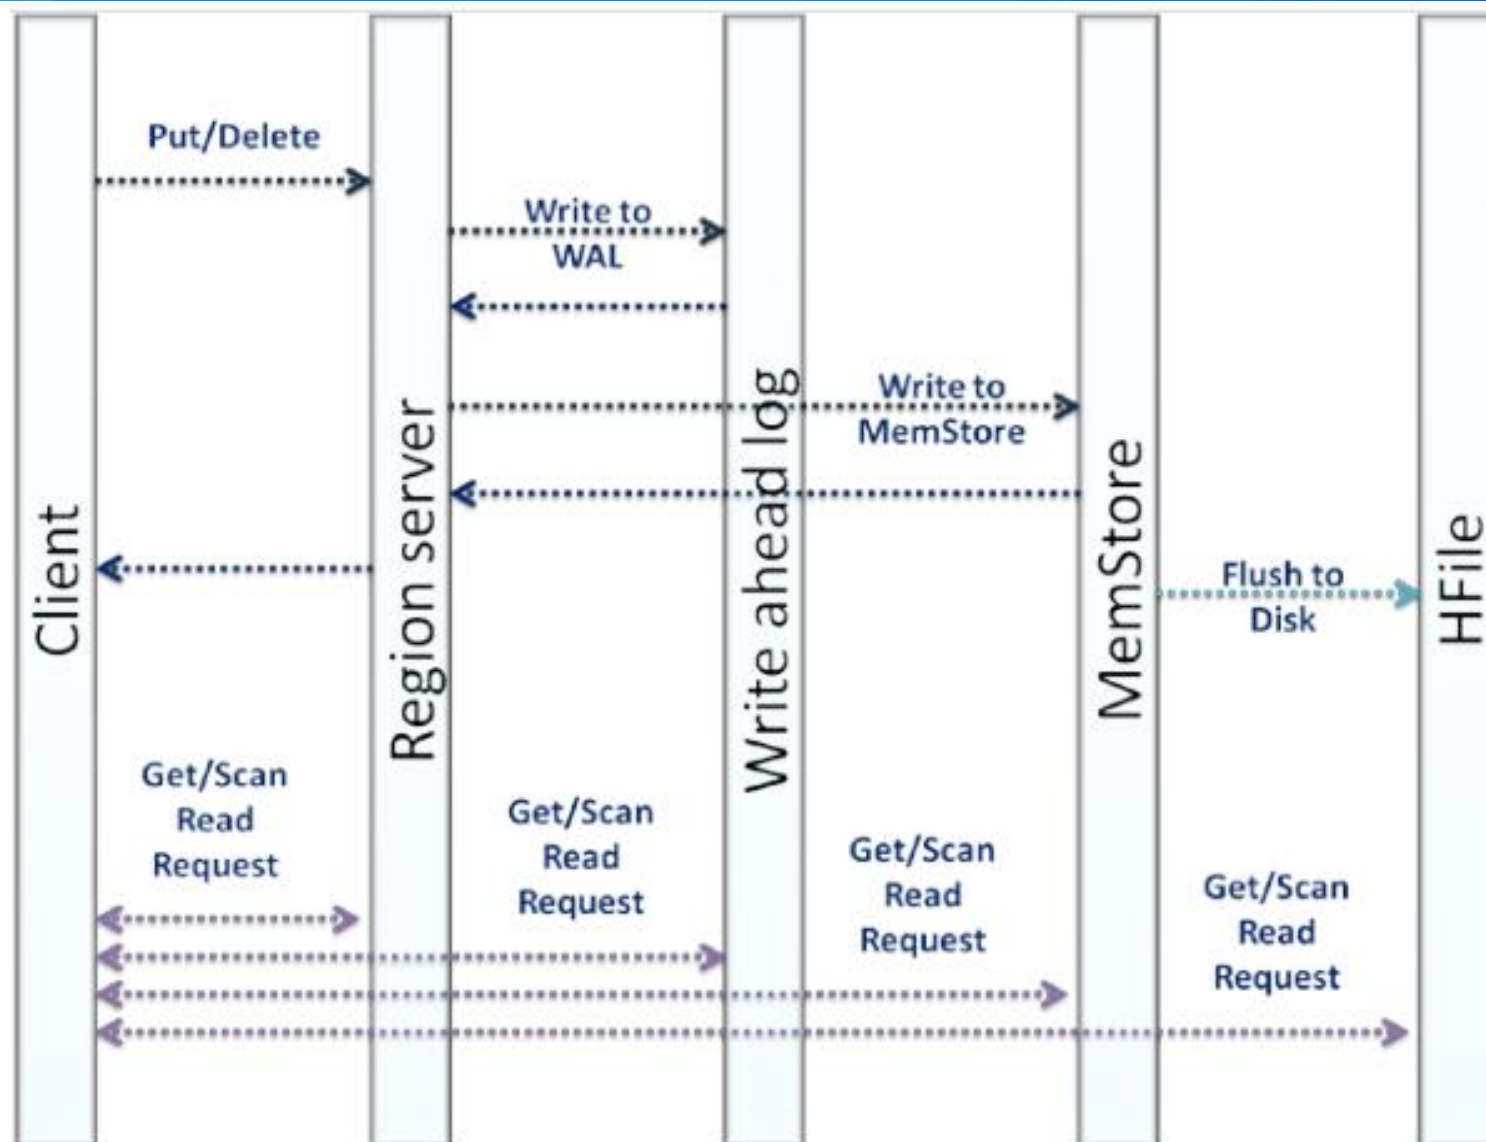 Put/Delete
Write to
WAL
Write to
MemStore
Flush to
Disk
Client
Region server
Write ahead log
MemStore
HFile
Get/Scan
Read
Request
Get/Scan
Read
Request
Get/Scan
Read
Request
Get/Scan
Read
Request